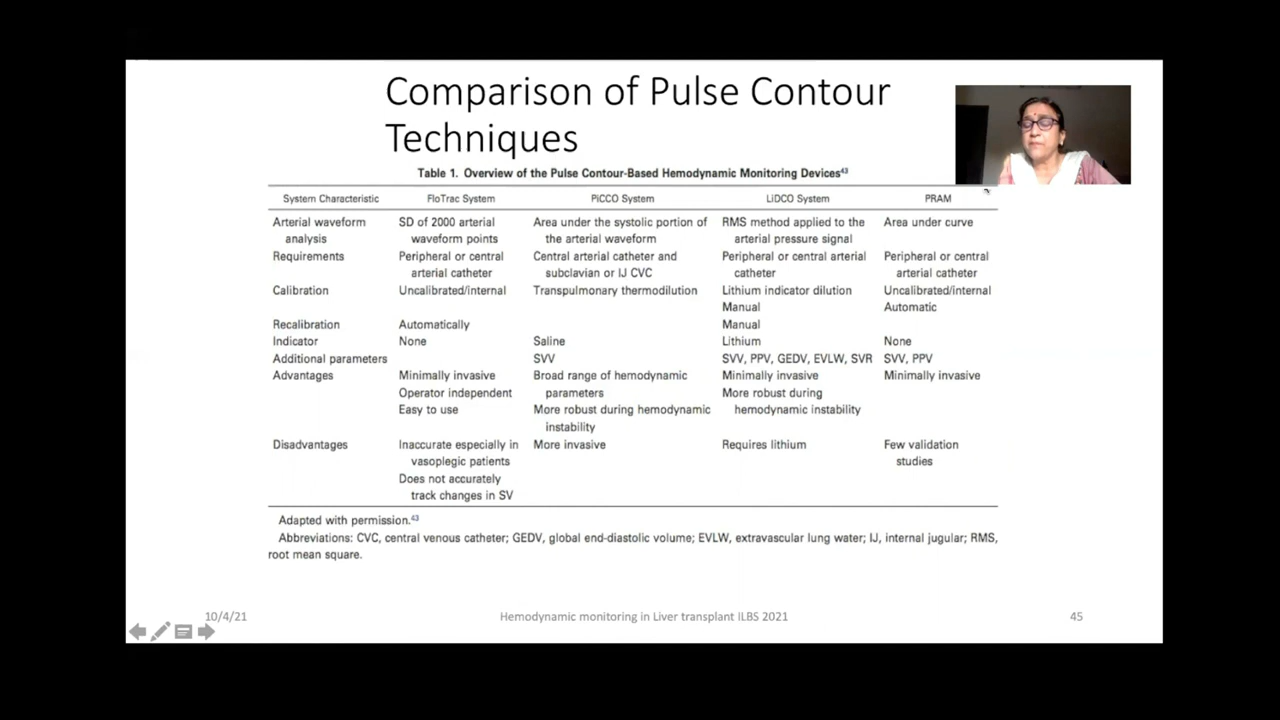 Comparison of Pulse Contour
Techniques
Table 1. Overview of the Pulse Contour-Based Hemodynamic Monitoring Devices43
System Characteristic FloTrac System PiCCO System LiDCO System PRAM
Arterial waveform SD of 2000 arterial Area under the systolic portion of RMS method applied to the Area under curve
analysis waveform points the arterial waveform arterial pressure signal
Requirements Peripheral or central Central arterial catheter and Peripheral or central arterial Peripheral or central
arterial catheter subclavian or IJ CVC catheter arterial catheter
Calibration Uncalibrated/internal Transpulmonary thermodilution Lithium indicator dilution Uncalibrated/internal
Manual Automatic
Recalibration Automatically Manual
Indicator None Saline Lithium None
Additional parameters SVV SVV, PPV, GEDV, EVLW, SVR SVV, PPV
Advantages Minimally invasive Broad range of hemodynamic Minimally invasive Minimally invasive
Operator independent parameters More robust during
Easy to use More robust during hemodynamic hemodynamic instability
instability
Disadvantages Inaccurate especially in More invasive Requires lithium Few validation
vasoplegic patients studies
Does not accurately
track changes in SV
Adapted with permission.43
Abbreviations: CVC, central venous catheter; GEDV, global end-diastolic volume; EVLW, extravascular lung water; IJ, internal jugular; RMS,
root mean square.
10/4/21 Hemodynamic monitoring in Liver transplant ILBS 2021 45